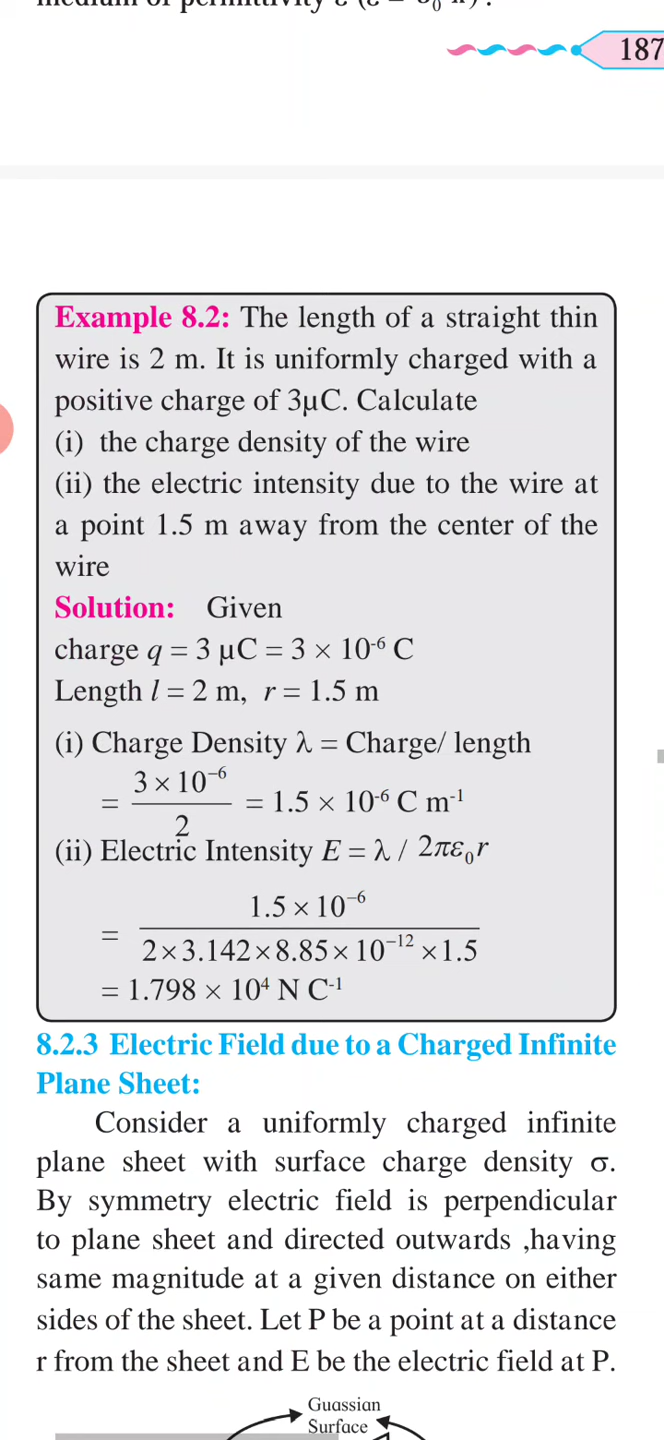 187
Example 8.2: The length of a straight thin
wire is 2 m. It is uniformly charged with a
positive charge of 3μC. Calculate
(i) the charge density of the wire
(ii) the electric intensity due to the wire at
a point 1.5 m away from the center of the
wire
Solution: Given
charge q = 3 μC = 3 × 10⁻⁶ C
Length l = 2 m, r = 1.5 m
(i) Charge Density λ = Charge/ length
= 3 × 10⁻⁶ / 2 = 1.5 × 10⁻⁶ C m⁻¹
(ii) Electric Intensity E = λ / 2πε₀r
= 1.5 × 10⁻⁶ / 2×3.142×8.85×10⁻¹²×1.5
= 1.798 × 10⁴ N C⁻¹
8.2.3 Electric Field due to a Charged Infinite
Plane Sheet:
Consider a uniformly charged infinite
plane sheet with surface charge density σ.
By symmetry electric field is perpendicular
to plane sheet and directed outwards ,having
same magnitude at a given distance on either
sides of the sheet. Let P be a point at a distance
r from the sheet and E be the electric field at P.
Guassian
Surface